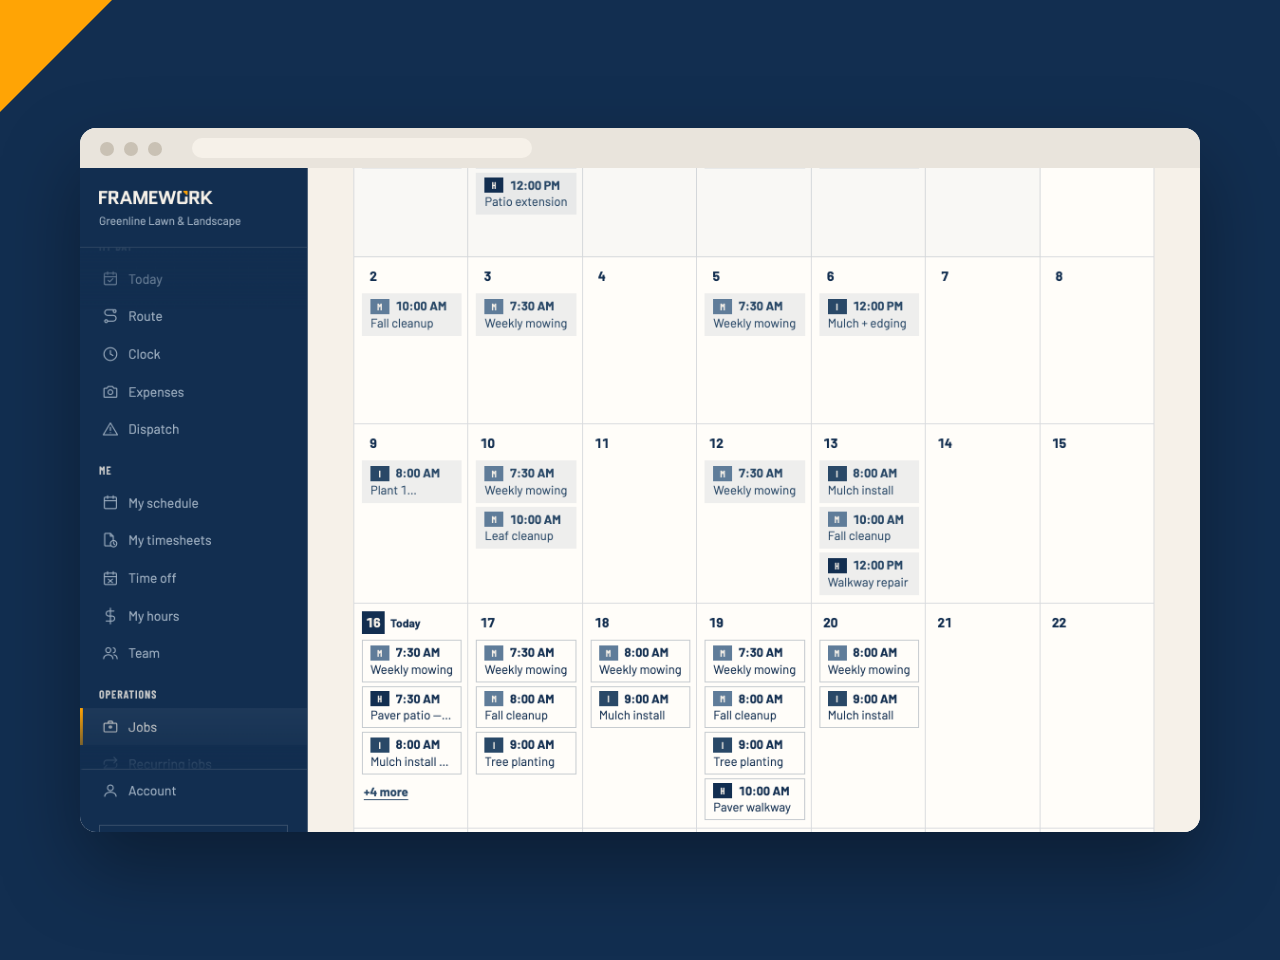 FRAMEWORK
Greenline Lawn & Landscape
Today
Route
Clock
Expenses
Dispatch
ME
My schedule
My timesheets
Time off
My hours
Team
OPERATIONS
Jobs
Recurring jobs
Account
H 12:00 PM
Patio extension
2 3 4 5 6 7 8
M 10:00 AM
Fall cleanup
M 7:30 AM
Weekly mowing
M 7:30 AM
Weekly mowing
I 12:00 PM
Mulch + edging
9 10 11 12 13 14 15
I 8:00 AM
Plant 1...
M 7:30 AM
Weekly mowing
M 10:00 AM
Leaf cleanup
M 7:30 AM
Weekly mowing
I 8:00 AM
Mulch install
M 10:00 AM
Fall cleanup
H 12:00 PM
Walkway repair
16 Today 17 18 19 20 21 22
M 7:30 AM
Weekly mowing
H 7:30 AM
Paver patio —...
I 8:00 AM
Mulch install ...
+4 more
M 7:30 AM
Weekly mowing
M 8:00 AM
Fall cleanup
I 9:00 AM
Tree planting
M 8:00 AM
Weekly mowing
I 9:00 AM
Mulch install
M 7:30 AM
Weekly mowing
M 8:00 AM
Fall cleanup
I 9:00 AM
Tree planting
H 10:00 AM
Paver walkway
M 8:00 AM
Weekly mowing
I 9:00 AM
Mulch install